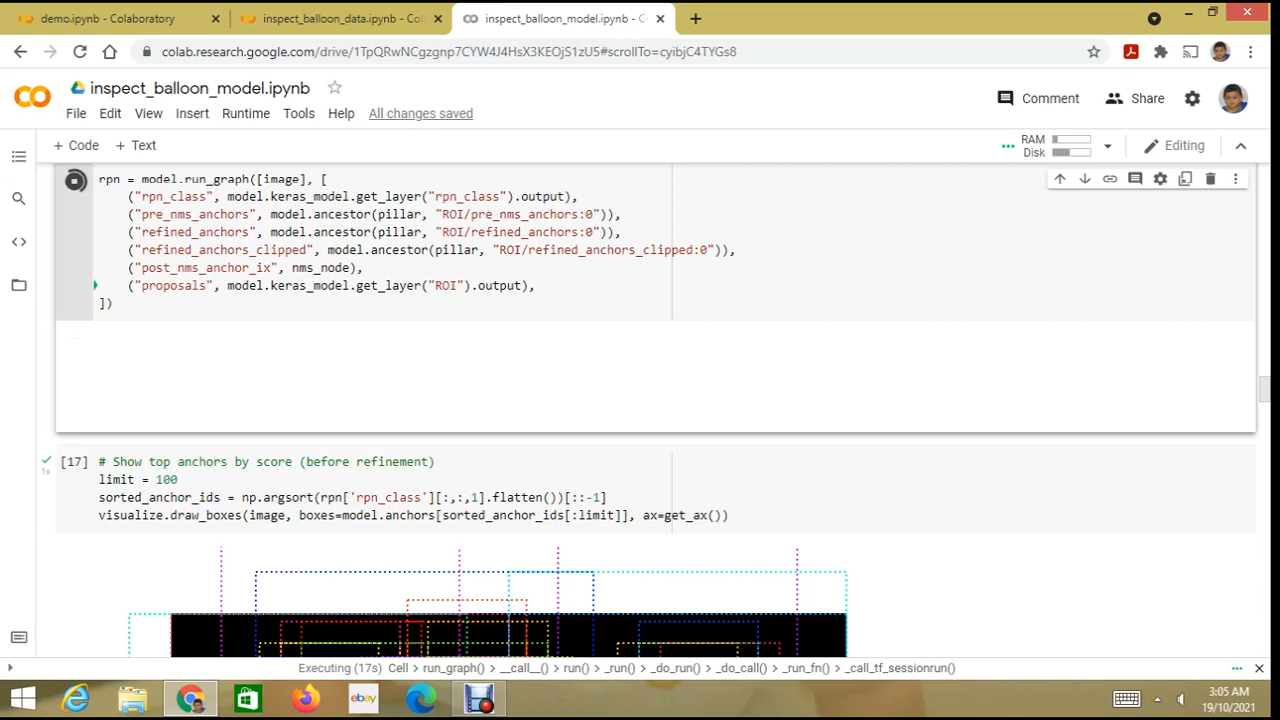 demo.ipynb - Colaboratory
inspect_balloon_data.ipynb - Col
inspect_balloon_model.ipynb - C
colab.research.google.com/drive/1TpQRwNCgzgnp7CYW4J4HsX3KEOjS1zU5#scrollTo=cyibjC4TYGs8
inspect_balloon_model.ipynb
Comment
Share
File Edit View Insert Runtime Tools Help All changes saved
+ Code + Text
RAM
Disk
Editing
rpn = model.run_graph([image], [
("rpn_class", model.keras_model.get_layer("rpn_class").output),
("pre_nms_anchors", model.ancestor(pillar, "ROI/pre_nms_anchors:0")),
("refined_anchors", model.ancestor(pillar, "ROI/refined_anchors:0")),
("refined_anchors_clipped", model.ancestor(pillar, "ROI/refined_anchors_clipped:0")),
("post_nms_anchor_ix", nms_node),
("proposals", model.keras_model.get_layer("ROI").output),
])
[17] # Show top anchors by score (before refinement)
1s
limit = 100
sorted_anchor_ids = np.argsort(rpn['rpn_class'][:,:,1].flatten())[::-1]
visualize.draw_boxes(image, boxes=model.anchors[sorted_anchor_ids[:limit]], ax=get_ax())
Executing (17s) Cell > run_graph() > __call__() > run() > _run() > _do_run() > _do_call() > _run_fn() > _call_tf_sessionrun()
ebay
3:05 AM
19/10/2021